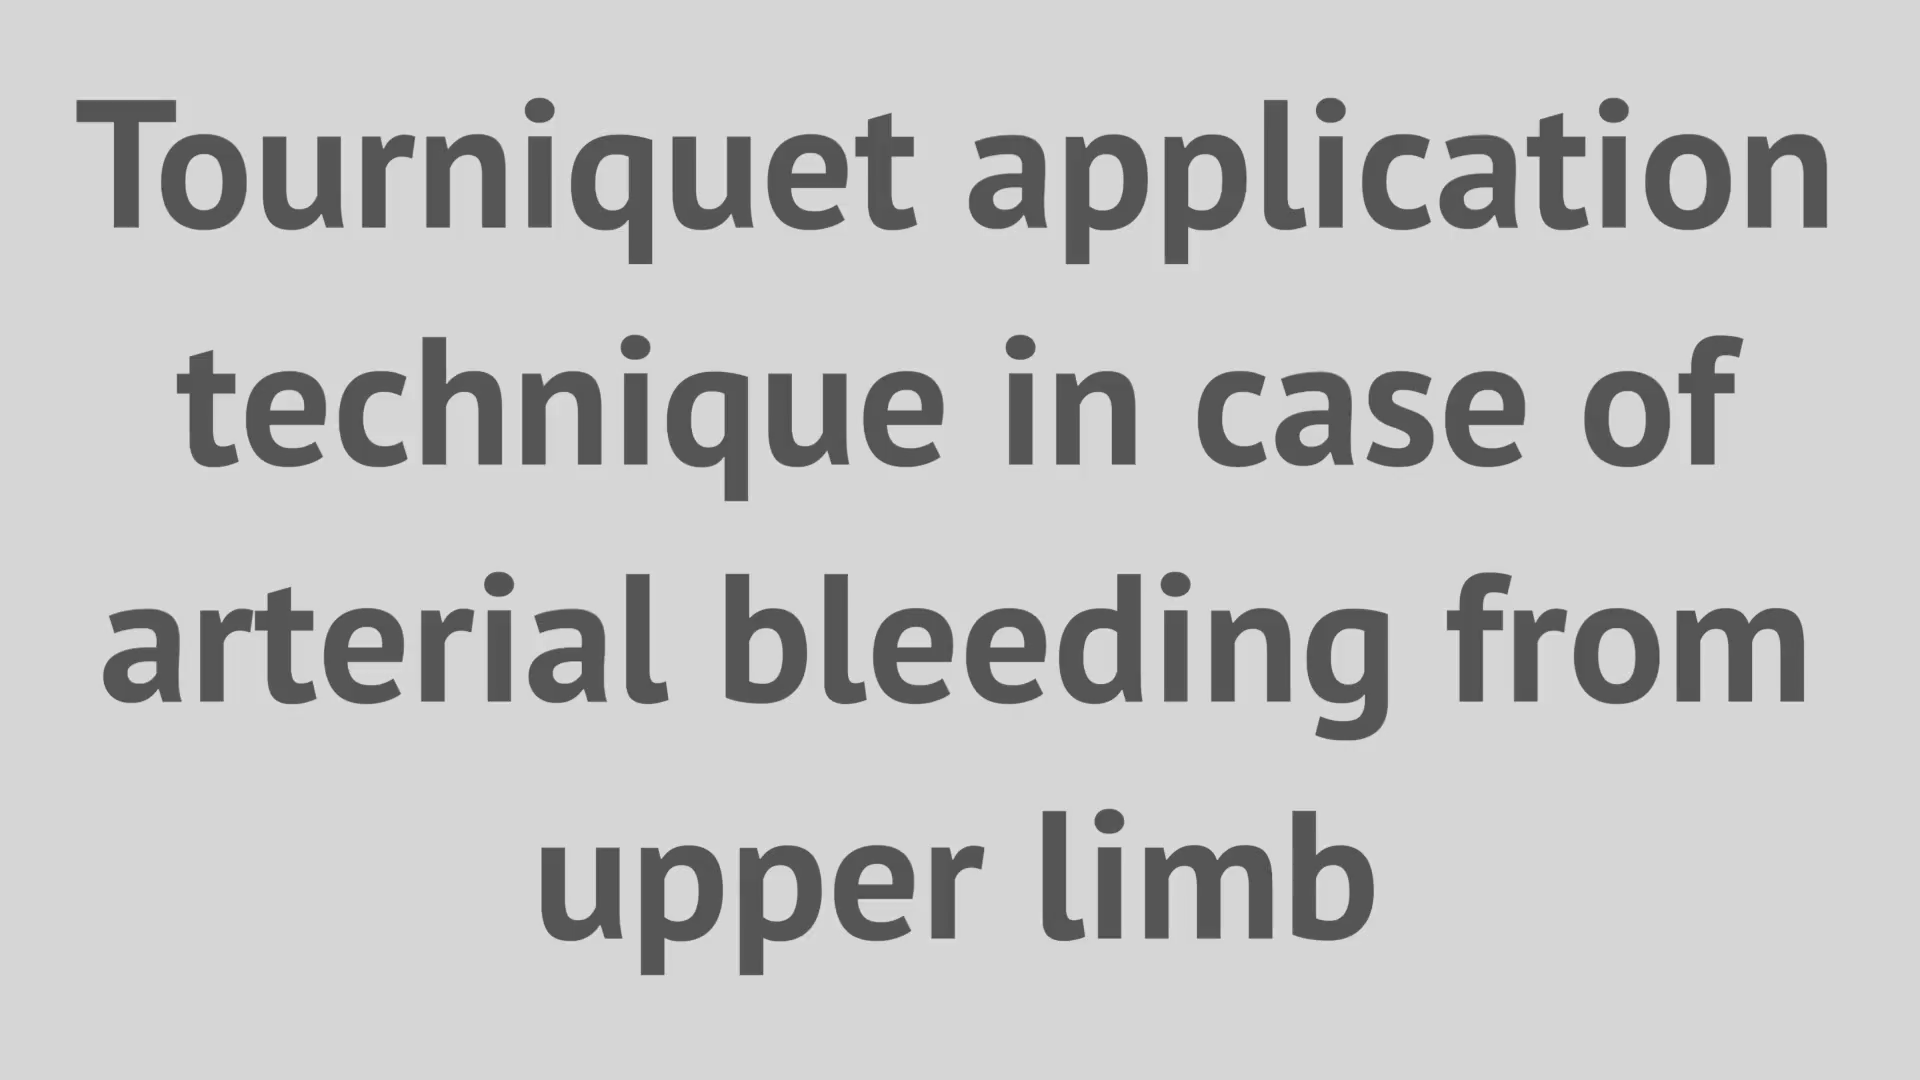 Tourniquet application
technique in case of
arterial bleeding from
upper limb